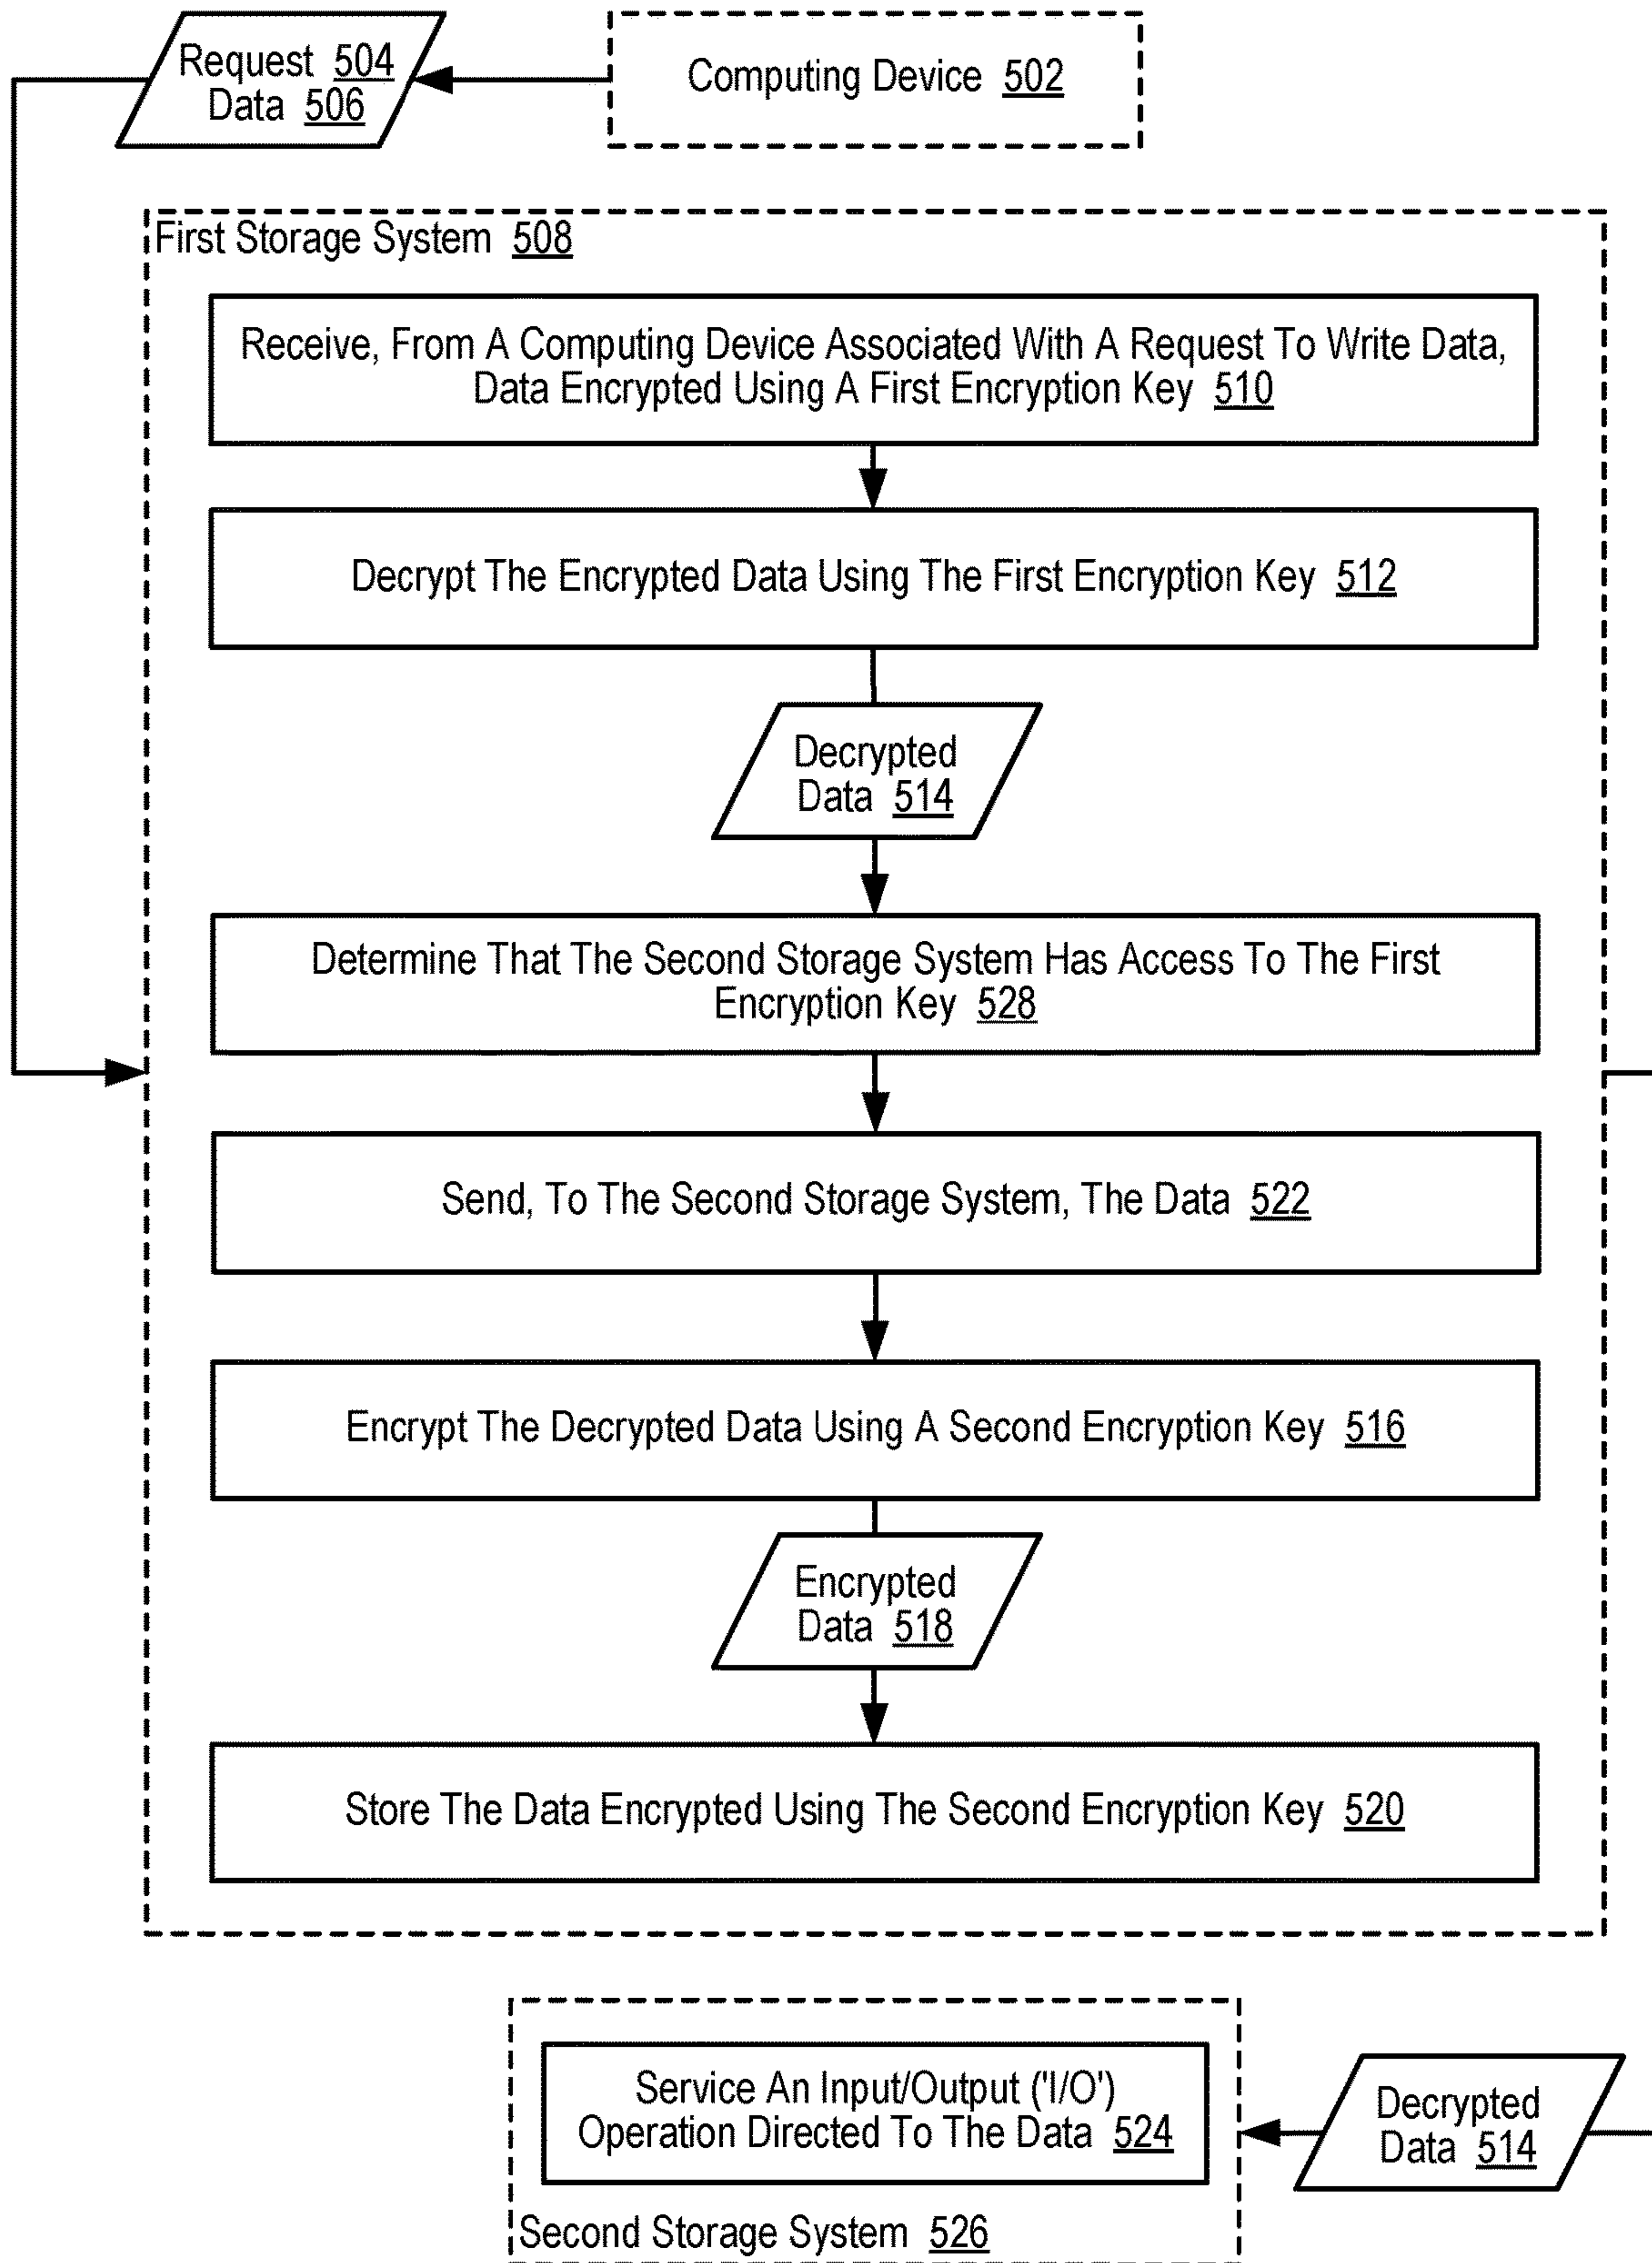 Request 504
Data 506
Computing Device 502
First Storage System 508
Receive, From A Computing Device Associated With A Request To Write Data,
Data Encrypted Using A First Encryption Key 510
Decrypt The Encrypted Data Using The First Encryption Key 512
Decrypted
Data 514
Determine That The Second Storage System Has Access To The First
Encryption Key 528
Send, To The Second Storage System, The Data 522
Encrypt The Decrypted Data Using A Second Encryption Key 516
Encrypted
Data 518
Store The Data Encrypted Using The Second Encryption Key 520
Service An Input/Output ('I/O')
Operation Directed To The Data 524
Decrypted
Data 514
Second Storage System 526